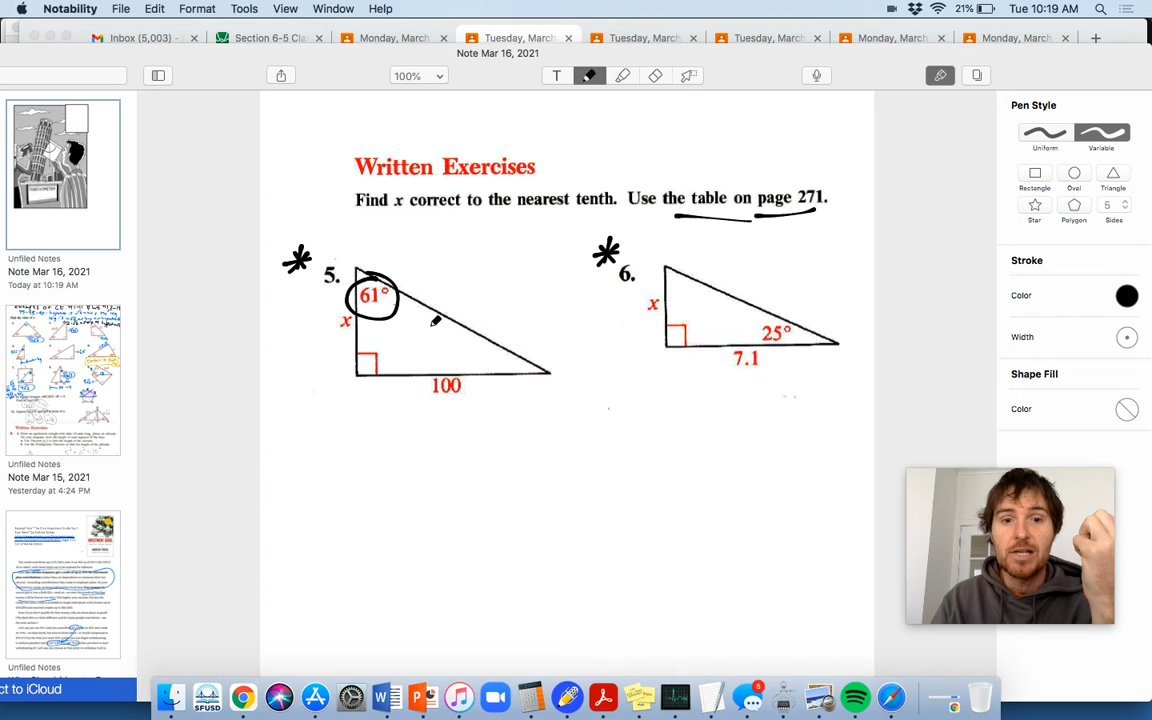 Notability File Edit Format Tools View Window Help 21% Tue 10:19 AM
Inbox (5,003) Section 6-5 Cla Monday, March Tuesday, March Tuesday, March Tuesday, March Monday, March Monday, March
Note Mar 16, 2021
100% T
Pen Style
Uniform Variable
Rectangle Oval Triangle
5
Star Polygon Sides
Stroke
Color
Width
Shape Fill
Color
Unfiled Notes
Note Mar 16, 2021
Today at 10:19 AM
Unfiled Notes
Note Mar 15, 2021
Yesterday at 4:24 PM
Unfiled Notes
ct to iCloud
Written Exercises
Find x correct to the nearest tenth. Use the table on page 271.
* 5.
61°
x
100
* 6.
x
25°
7.1
SFUSD
5